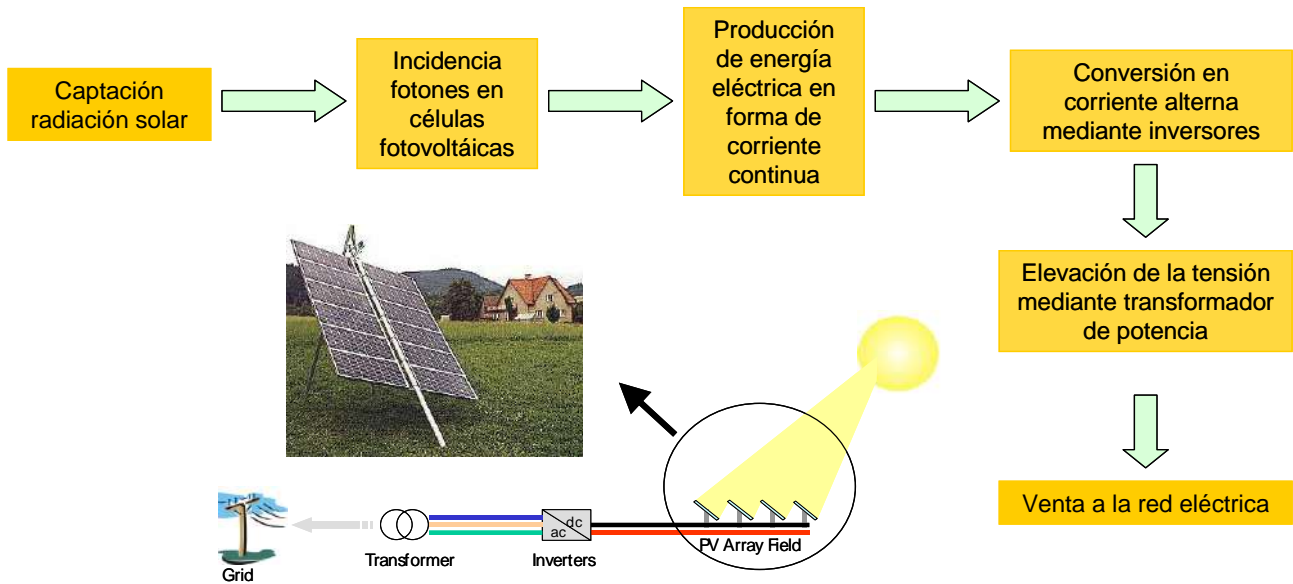 Captación
radiación solar
Incidencia
fotones en
células
fotovoltáicas
Producción
de energía
eléctrica en
forma de
corriente
continua
Conversión en
corriente alterna
mediante inversores
Elevación de la tensión
mediante transformador
de potencia
Venta a la red eléctrica
dc
ac
PV Array Field
Transformer
Inverters
Grid